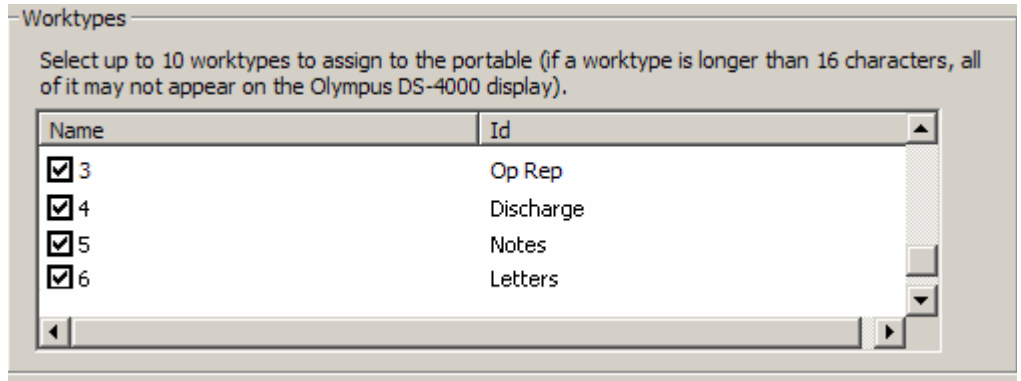 Worktypes
Select up to 10 worktypes to assign to the portable (if a worktype is longer than 16 characters, all
of it may not appear on the Olympus DS-4000 display).
Name Id
3 Op Rep
4 Discharge
5 Notes
6 Letters